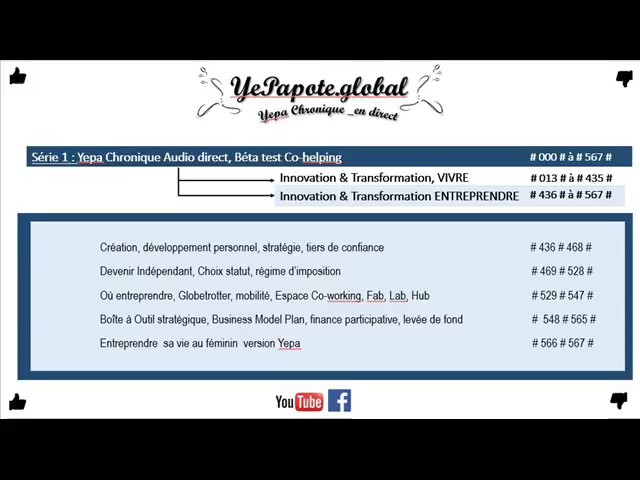 YePapote.global
Yepa Chronique _en direct
Série 1 : Yepa Chronique Audio direct, Béta test Co-helping # 000 # à # 567 #
Innovation & Transformation, VIVRE # 013 # à # 435 #
Innovation & Transformation ENTREPRENDRE # 436 # à # 567 #
Création, développement personnel, stratégie, tiers de confiance # 436 # 468 #
Devenir Indépendant, Choix statut, régime d’imposition # 469 # 528 #
Où entreprendre, Globetrotter, mobilité, Espace Co-working, Fab, Lab, Hub # 529 # 547 #
Boîte à Outil stratégique, Business Model Plan, finance participative, levée de fond # 548 # 565 #
Entreprendre sa vie au féminin version Yepa # 566 # 567 #
YouTube f